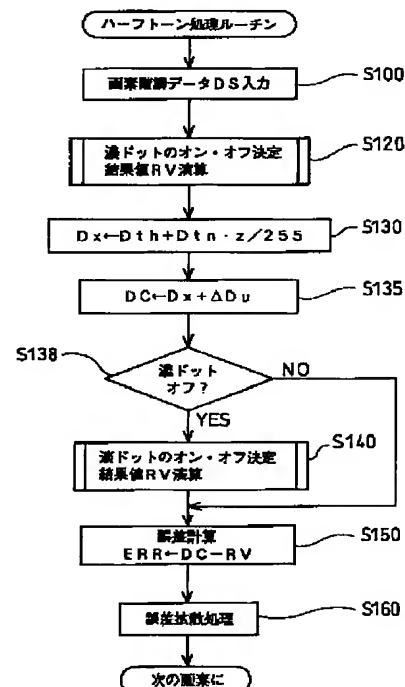 ハーフトーン処理ルーチン
画素階調データDS入力
S100
濃ドットのオン・オフ決定
結果値RV演算
S120
Dx←Dth+Dtn・z/255
S130
DC←Dx+ΔDu
S135
S138
濃ドット
オフ?
NO
YES
淡ドットのオン・オフ決定
結果値RV演算
S140
誤差計算
ERR←DC−RV
S150
誤差拡散処理
S160
次の画素に